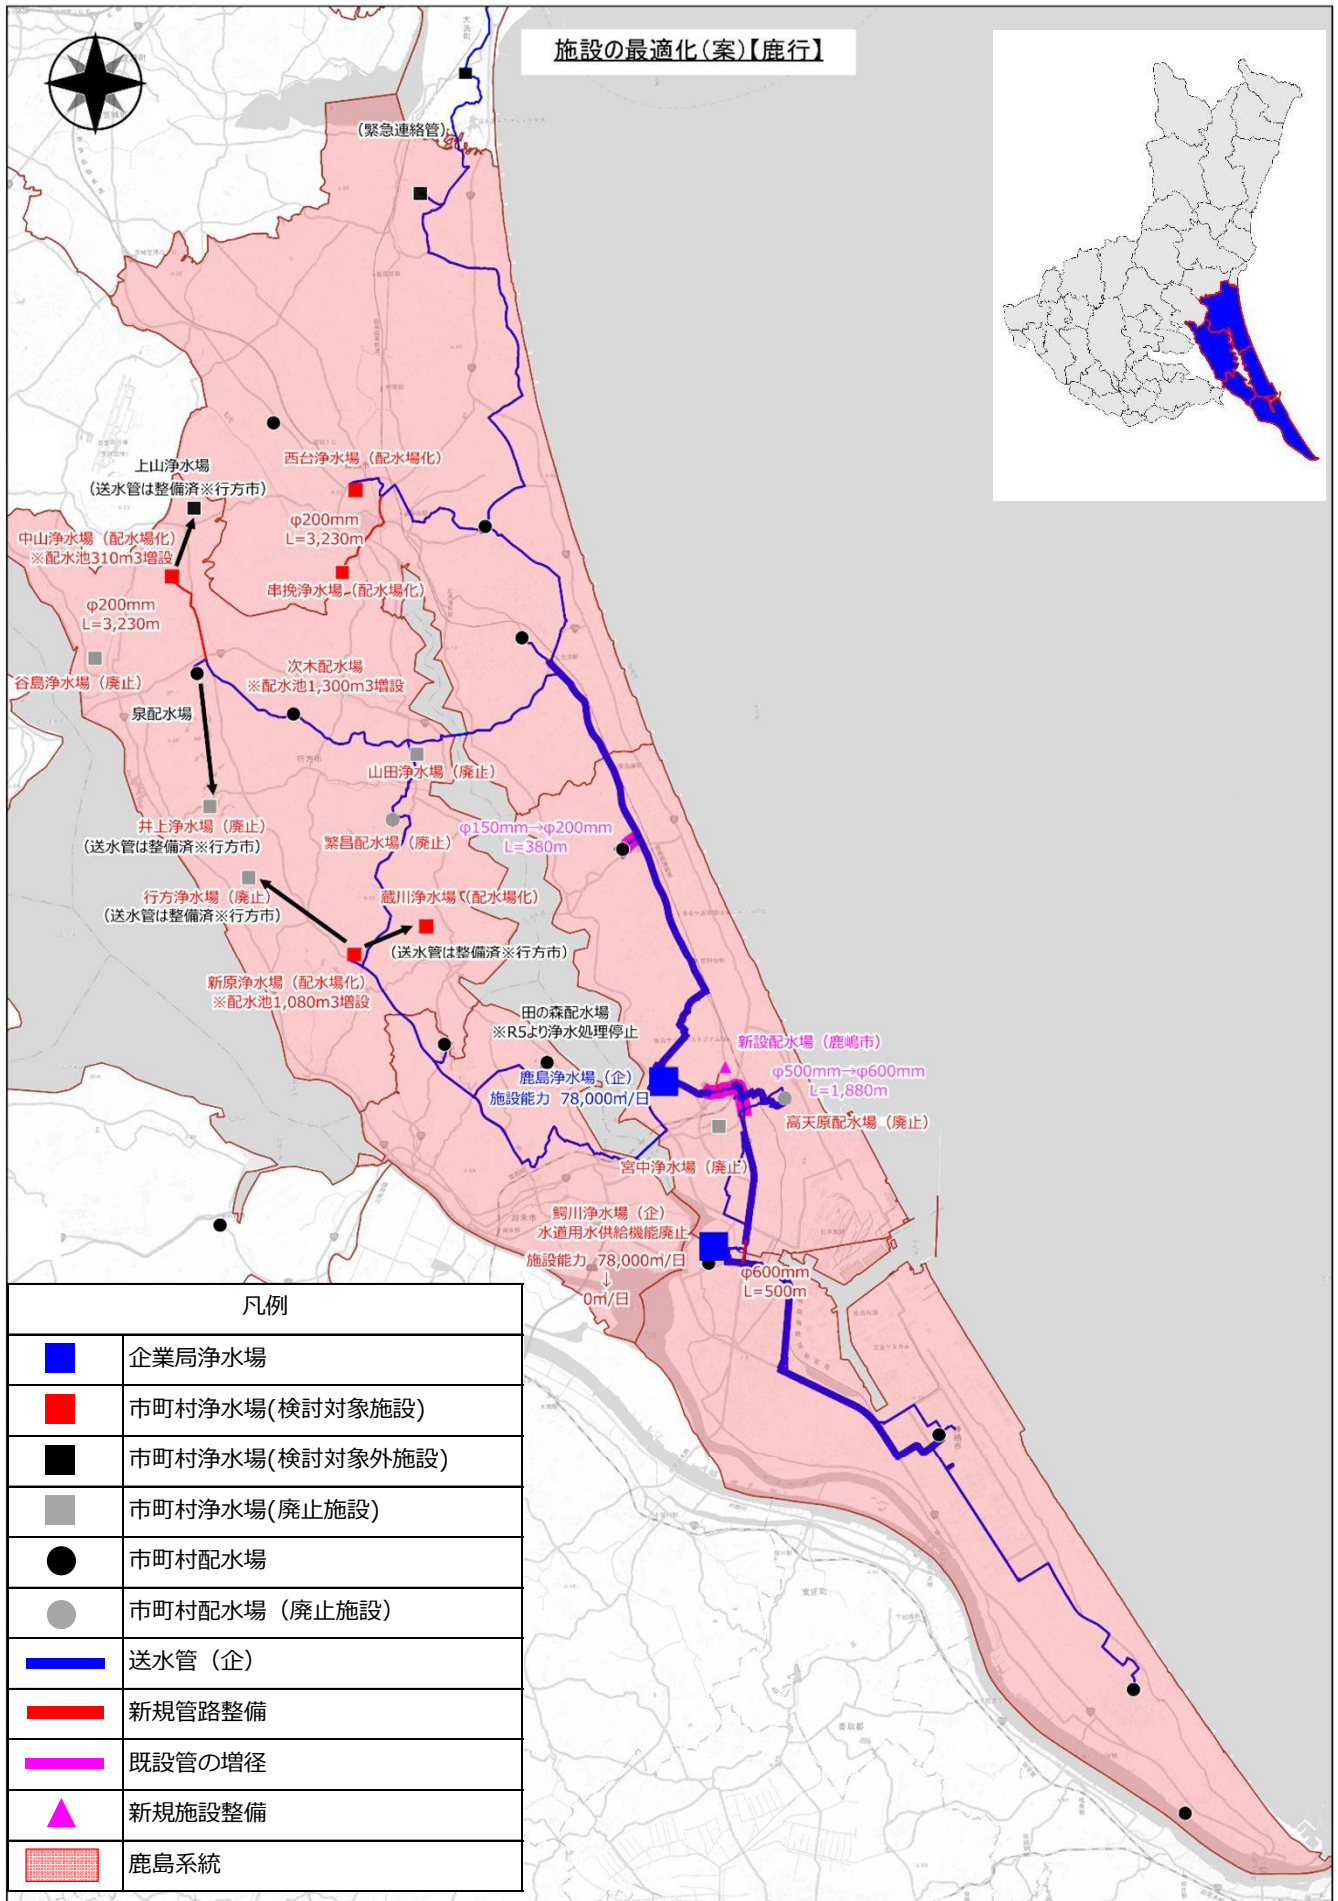 施設の最適化(案)【鹿行】
大洗町
(緊急連絡管)
西台浄水場（配水場化）
上山浄水場
（送水管は整備済※行方市）
φ200mm
L=3,230m
中山浄水場（配水場化）
※配水池310m3増設
串挽浄水場（配水場化）
φ200mm
L=3,230m
谷島浄水場（廃止）
次木配水場
※配水池1,300m3増設
泉配水場
行方市
山田浄水場（廃止）
井上浄水場（廃止）
（送水管は整備済※行方市）
繁昌配水場（廃止）
φ150mm→φ200mm
L=380m
行方浄水場（廃止）
（送水管は整備済※行方市）
蔵川浄水場（配水場化）
（送水管は整備済※行方市）
新原浄水場（配水場化）
※配水池1,080m3増設
田の森配水場
※R5より浄水処理停止
新設配水場（鹿嶋市）
鹿島浄水場（企）
施設能力 78,000㎥/日
φ500mm→φ600mm
L=1,880m
高天原配水場（廃止）
宮中浄水場（廃止）
鰐川浄水場（企）
水道用水供給機能廃止
施設能力 78,000㎥/日
↓
0㎥/日
φ600mm
L=500m
潮来市
神栖市
東庄町
香取郡
凡例
企業局浄水場
市町村浄水場(検討対象施設)
市町村浄水場(検討対象外施設)
市町村浄水場(廃止施設)
市町村配水場
市町村配水場（廃止施設）
送水管（企）
新規管路整備
既設管の増径
新規施設整備
鹿島系統